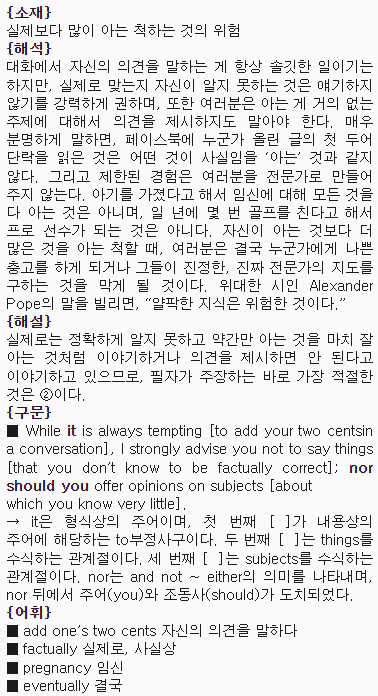 {소재}
실제보다 많이 아는 척하는 것의 위험
{해석}
대화에서 자신의 의견을 말하는 게 항상 솔깃한 일이기는
하지만, 실제로 맞는지 자신이 알지 못하는 것은 얘기하지
않기를 강력하게 권하며, 또한 여러분은 아는 게 거의 없는
주제에 대해서 의견을 제시하지도 말아야 한다. 매우
분명하게 말하면, 페이스북에 누군가 올린 글의 첫 두어
단락을 읽은 것은 어떤 것이 사실임을 ‘아는’ 것과 같지
않다. 그리고 제한된 경험은 여러분을 전문가로 만들어
주지 않는다. 아기를 가졌다고 해서 임신에 대해 모든 것을
다 아는 것은 아니며, 일 년에 몇 번 골프를 친다고 해서
프로 선수가 되는 것은 아니다. 자신이 아는 것보다 더
많은 것을 아는 척할 때, 여러분은 결국 누군가에게 나쁜
충고를 하게 되거나 그들이 진정한, 진짜 전문가의 지도를
구하는 것을 막게 될 것이다. 위대한 시인 Alexander
Pope의 말을 빌리면, “얄팍한 지식은 위험한 것이다.”
{해설}
실제로는 정확하게 알지 못하고 약간만 아는 것을 마치 잘
아는 것처럼 이야기하거나 의견을 제시하면 안 된다고
이야기하고 있으므로, 필자가 주장하는 바로 가장 적절한
것은 ②이다.
{구문}
■ While it is always tempting [to add your two centsin
a conversation], I strongly advise you not to say things
[that you don’t know to be factually correct]; nor
should you offer opinions on subjects [about
which you know very little].
→ it은 형식상의 주어이며, 첫 번째 [ ]가 내용상의
주어에 해당하는 to부정사구이다. 두 번째 [ ]는 things를
수식하는 관계절이다. 세 번째 [ ]는 subjects를 수식하는
관계절이다. nor는 and not ~ either의 의미를 나타내며,
nor 뒤에서 주어(you)와 조동사(should)가 도치되었다.
{어휘}
■ add one’s two cents 자신의 의견을 말하다
■ factually 실제로, 사실상
■ pregnancy 임신
■ eventually 결국